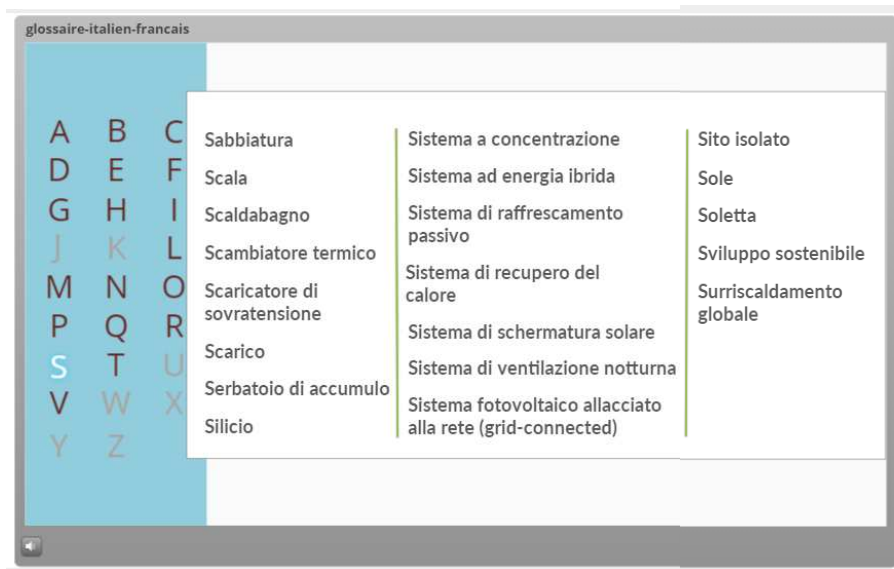 glossaire-italien-francais
A B C
D E F
G H I
J K L
M N O
P Q R
S T U
V W X
Y Z
Sabbiatura
Scala
Scaldabagno
Scambiatore termico
Scaricatore di
sovratensione
Scarico
Serbatoio di accumulo
Silicio
Sistema a concentrazione
Sistema ad energia ibrida
Sistema di raffrescamento
passivo
Sistema di recupero del
calore
Sistema di schermatura solare
Sistema di ventilazione notturna
Sistema fotovoltaico allacciato
alla rete (grid-connected)
Sito isolato
Sole
Soletta
Sviluppo sostenibile
Surriscaldamento
globale